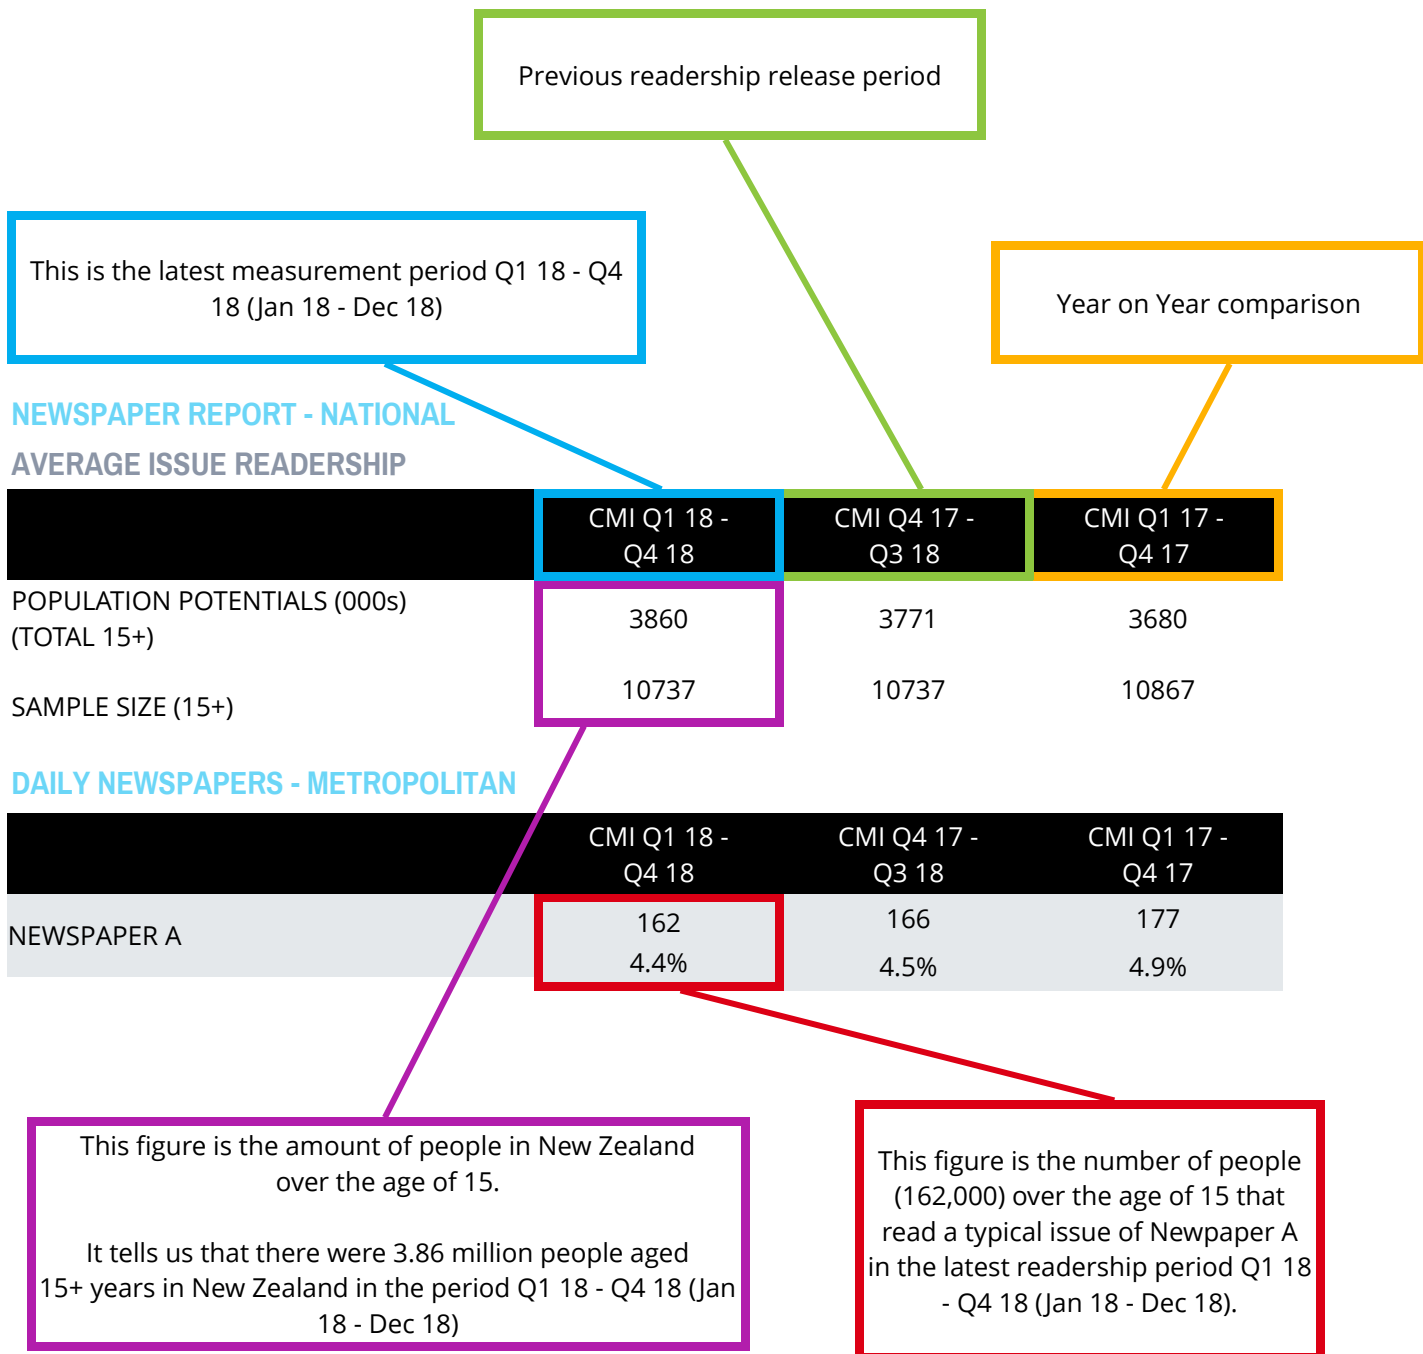 Previous readership release period
This is the latest measurement period Q1 18 - Q4
18 (Jan 18 - Dec 18)
Year on Year comparison
NEWSPAPER REPORT - NATIONAL
AVERAGE ISSUE READERSHIP
CMI Q1 18 -
Q4 18
CMI Q4 17 -
Q3 18
CMI Q1 17 -
Q4 17
POPULATION POTENTIALS (000s)
(TOTAL 15+)
3860
3771
3680
SAMPLE SIZE (15+)
10737
10737
10867
DAILY NEWSPAPERS - METROPOLITAN
CMI Q1 18 -
Q4 18
CMI Q4 17 -
Q3 18
CMI Q1 17 -
Q4 17
NEWSPAPER A
162
166
177
4.4%
4.5%
4.9%
This figure is the amount of people in New Zealand
over the age of 15.
It tells us that there were 3.86 million people aged
15+ years in New Zealand in the period Q1 18 - Q4 18 (Jan
18 - Dec 18)
This figure is the number of people
(162,000) over the age of 15 that
read a typical issue of Newpaper A
in the latest readership period Q1 18
- Q4 18 (Jan 18 - Dec 18).